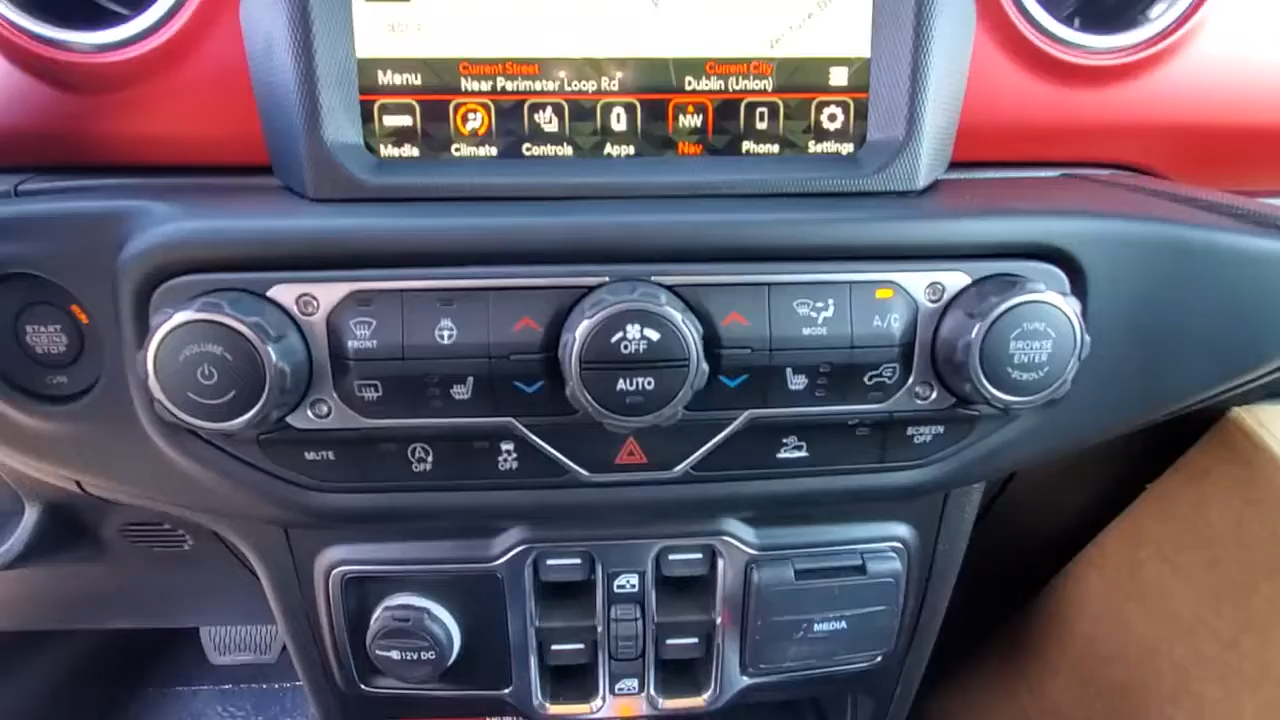 Current Street
Current City
Menu
Near Perimeter Loop Rd
Dublin (Union)
NW
Media
Climate
Controls
Apps
Nav
Phone
Settings
RUN
START
ENGINE
STOP
VOLUME
FRONT
OFF
AUTO
MODE
A/C
TUNE
BROWSE
ENTER
SCROLL
MUTE
OFF
OFF
SCREEN
OFF
12V DC
MEDIA